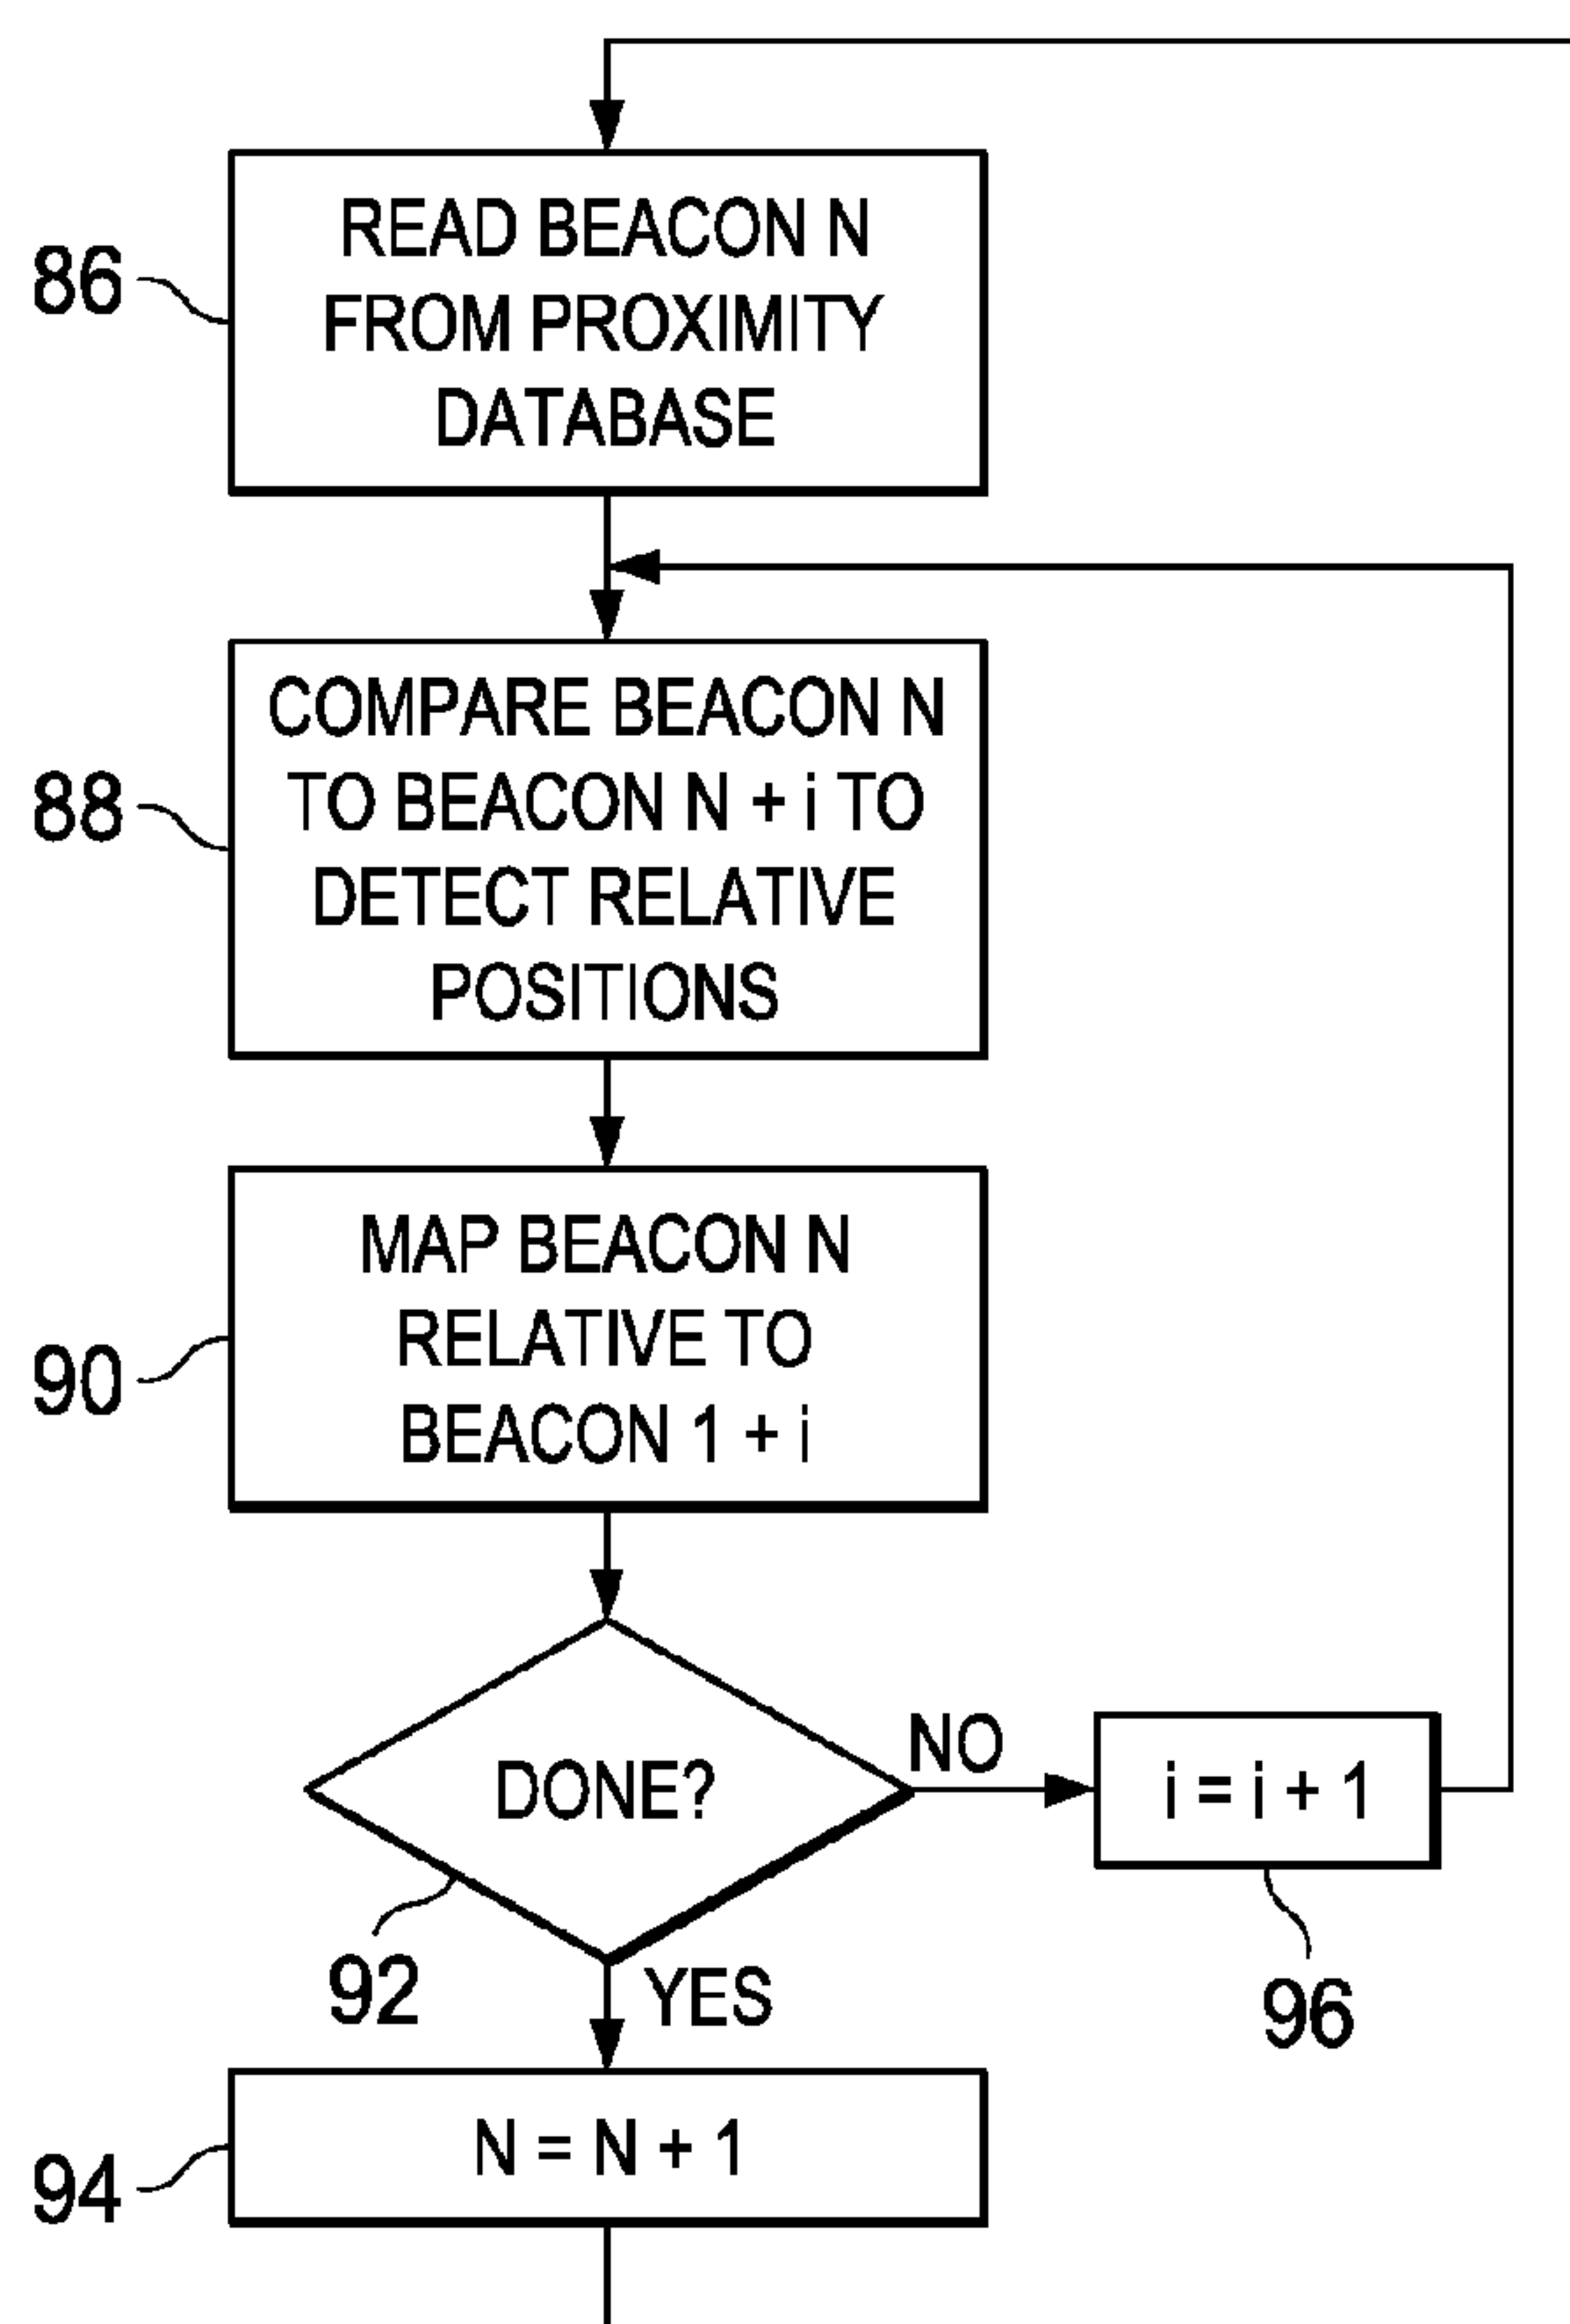 READ BEACON N
FROM PROXIMITY
DATABASE
86
COMPARE BEACON N
TO BEACON N + i TO
DETECT RELATIVE
POSITIONS
88
MAP BEACON N
RELATIVE TO
BEACON 1 + i
90
DONE?
NO
i = i + 1
92
YES
96
N = N + 1
94